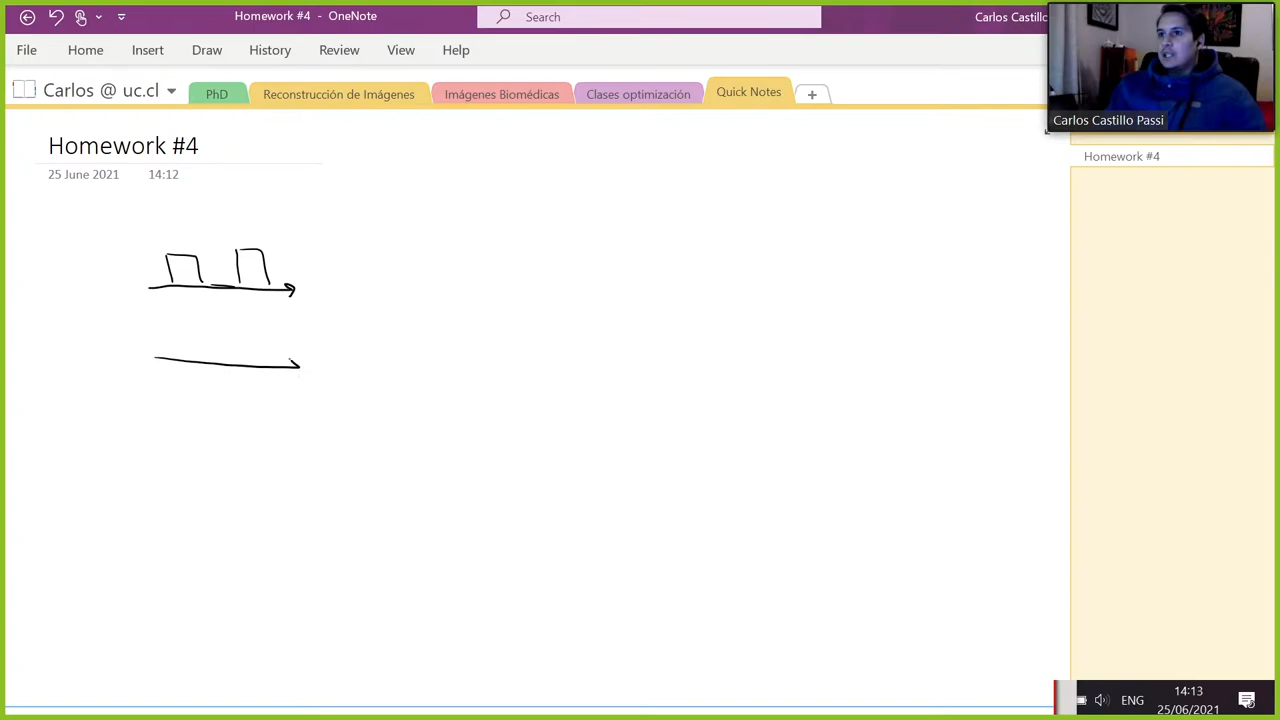 Homework #4 - OneNote
Search
Carlos Castillo
File Home Insert Draw History Review View Help
Carlos @ uc.cl
PhD
Reconstrucción de Imágenes
Imágenes Biomédicas
Clases optimización
Quick Notes
Carlos Castillo Passi
Homework #4
25 June 2021 14:12
Homework #4
ENG
14:13
25/06/2021